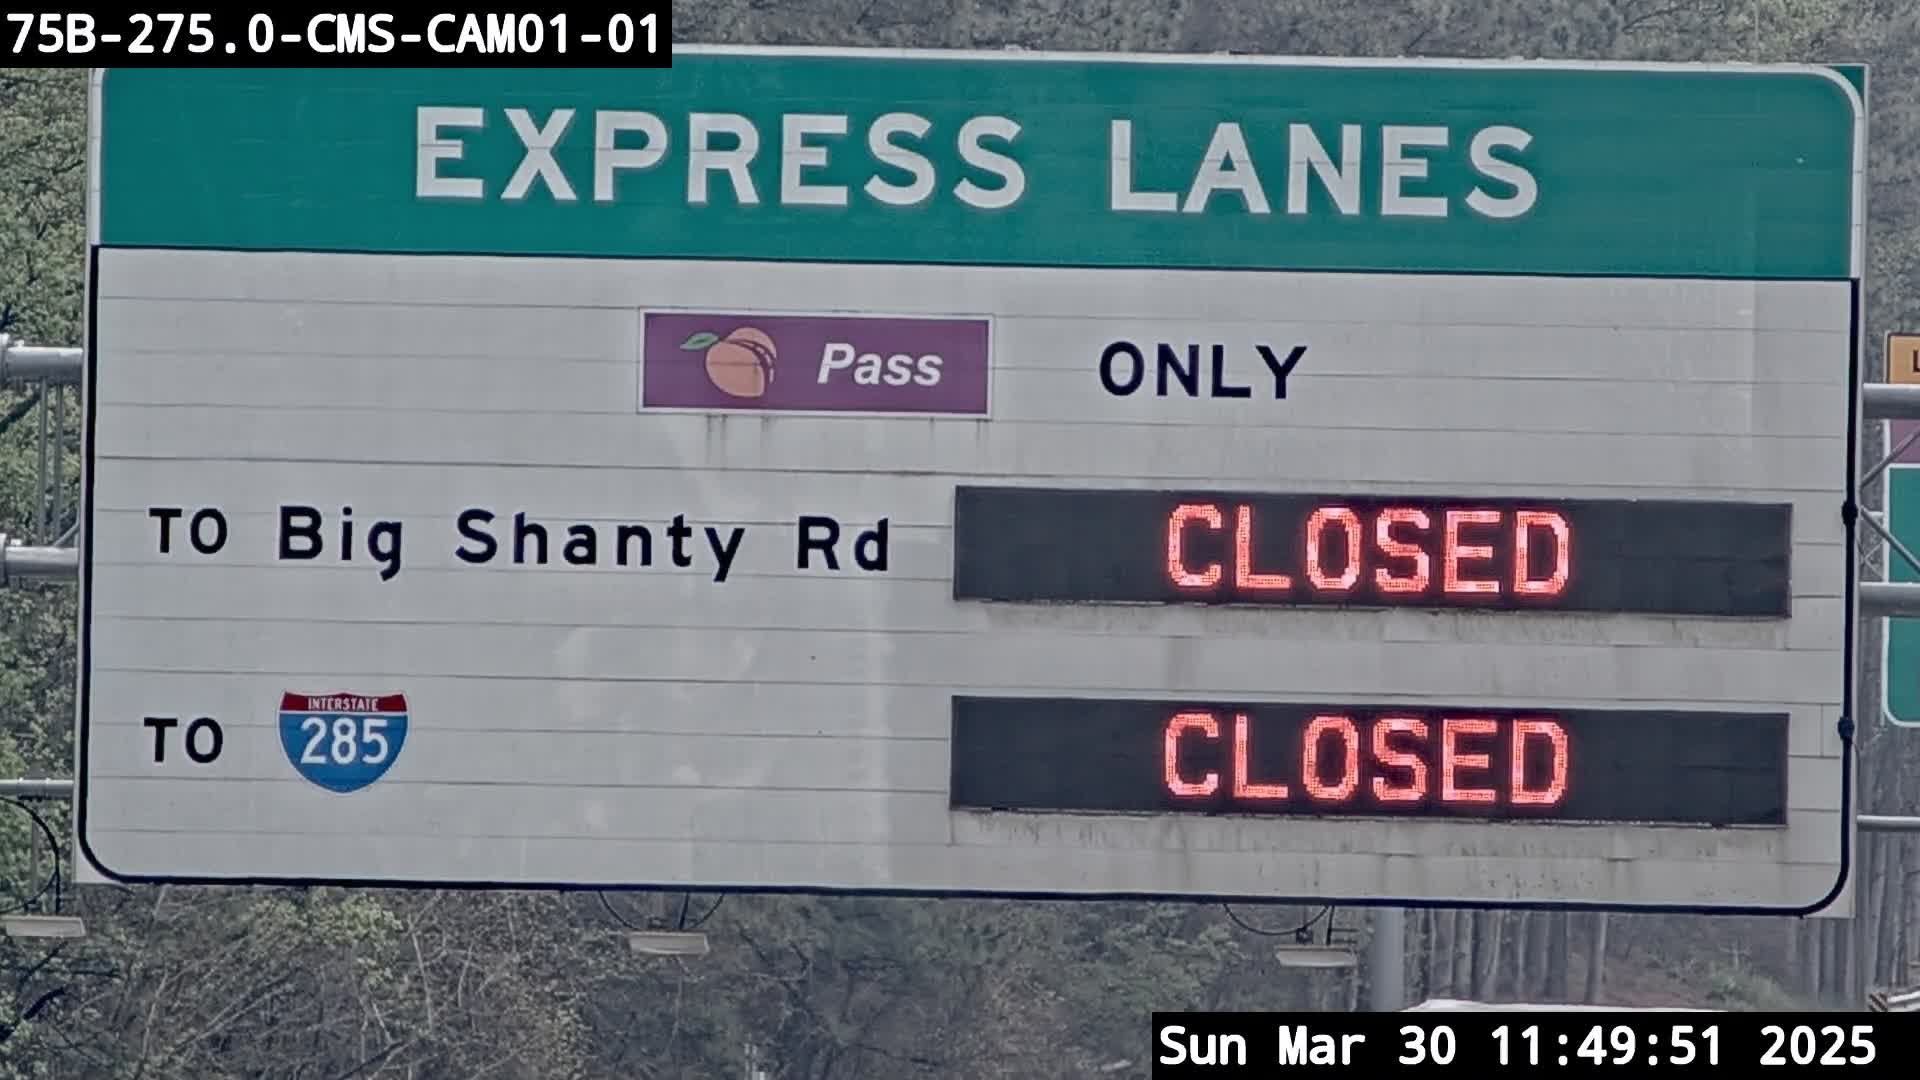 75B-275.0-CMS-CAM01-01
EXPRESS LANES
Pass ONLY
TO Big Shanty Rd CLOSED
TO INTERSTATE 285 CLOSED
Sun Mar 30 11:49:51 2025